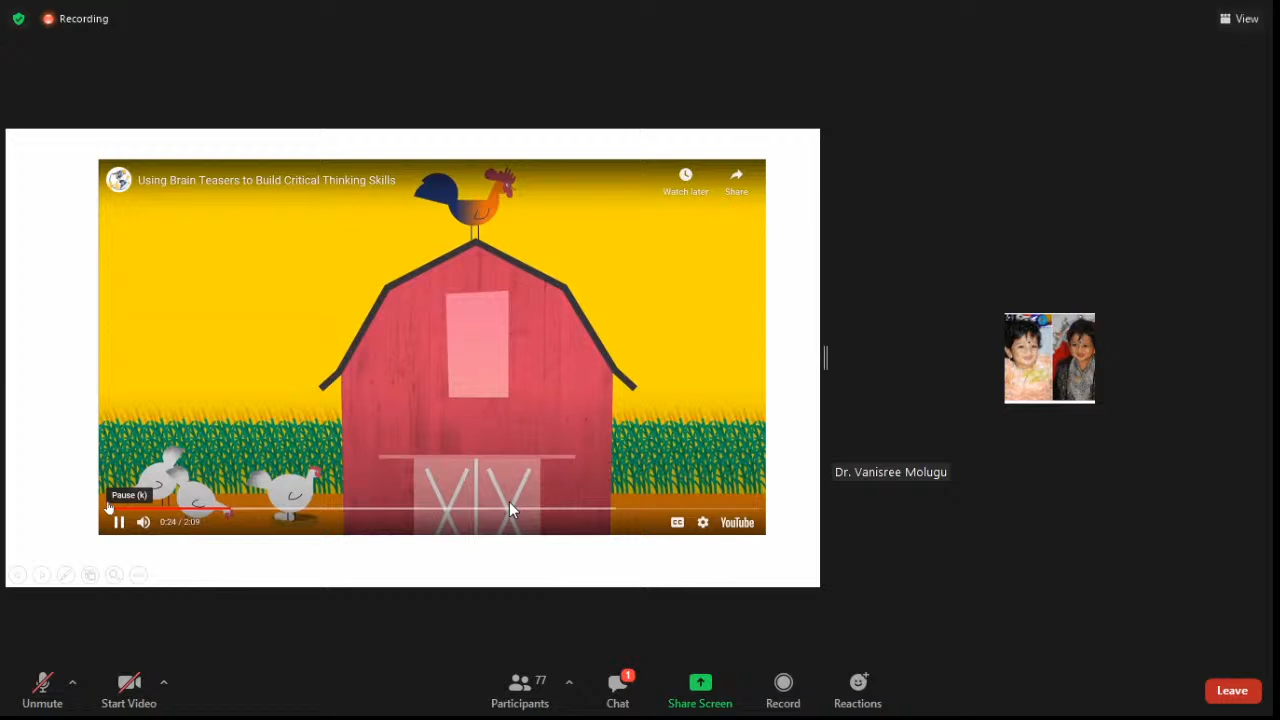 Recording
View
Using Brain Teasers to Build Critical Thinking Skills
Watch later
Share
Pause (k)
0:24 / 2:09
CC
YouTube
Dr. Vanisree Molugu
Unmute
Start Video
Participants
77
Chat
1
Share Screen
Record
Reactions
Leave